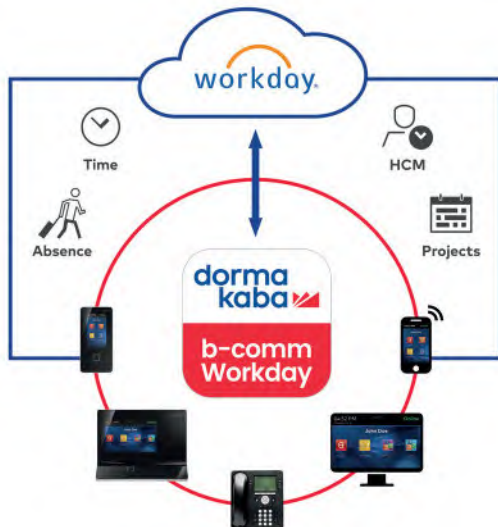 workday.
Time
HCM
Absence
Projects
dorma
kaba
b-comm
Workday